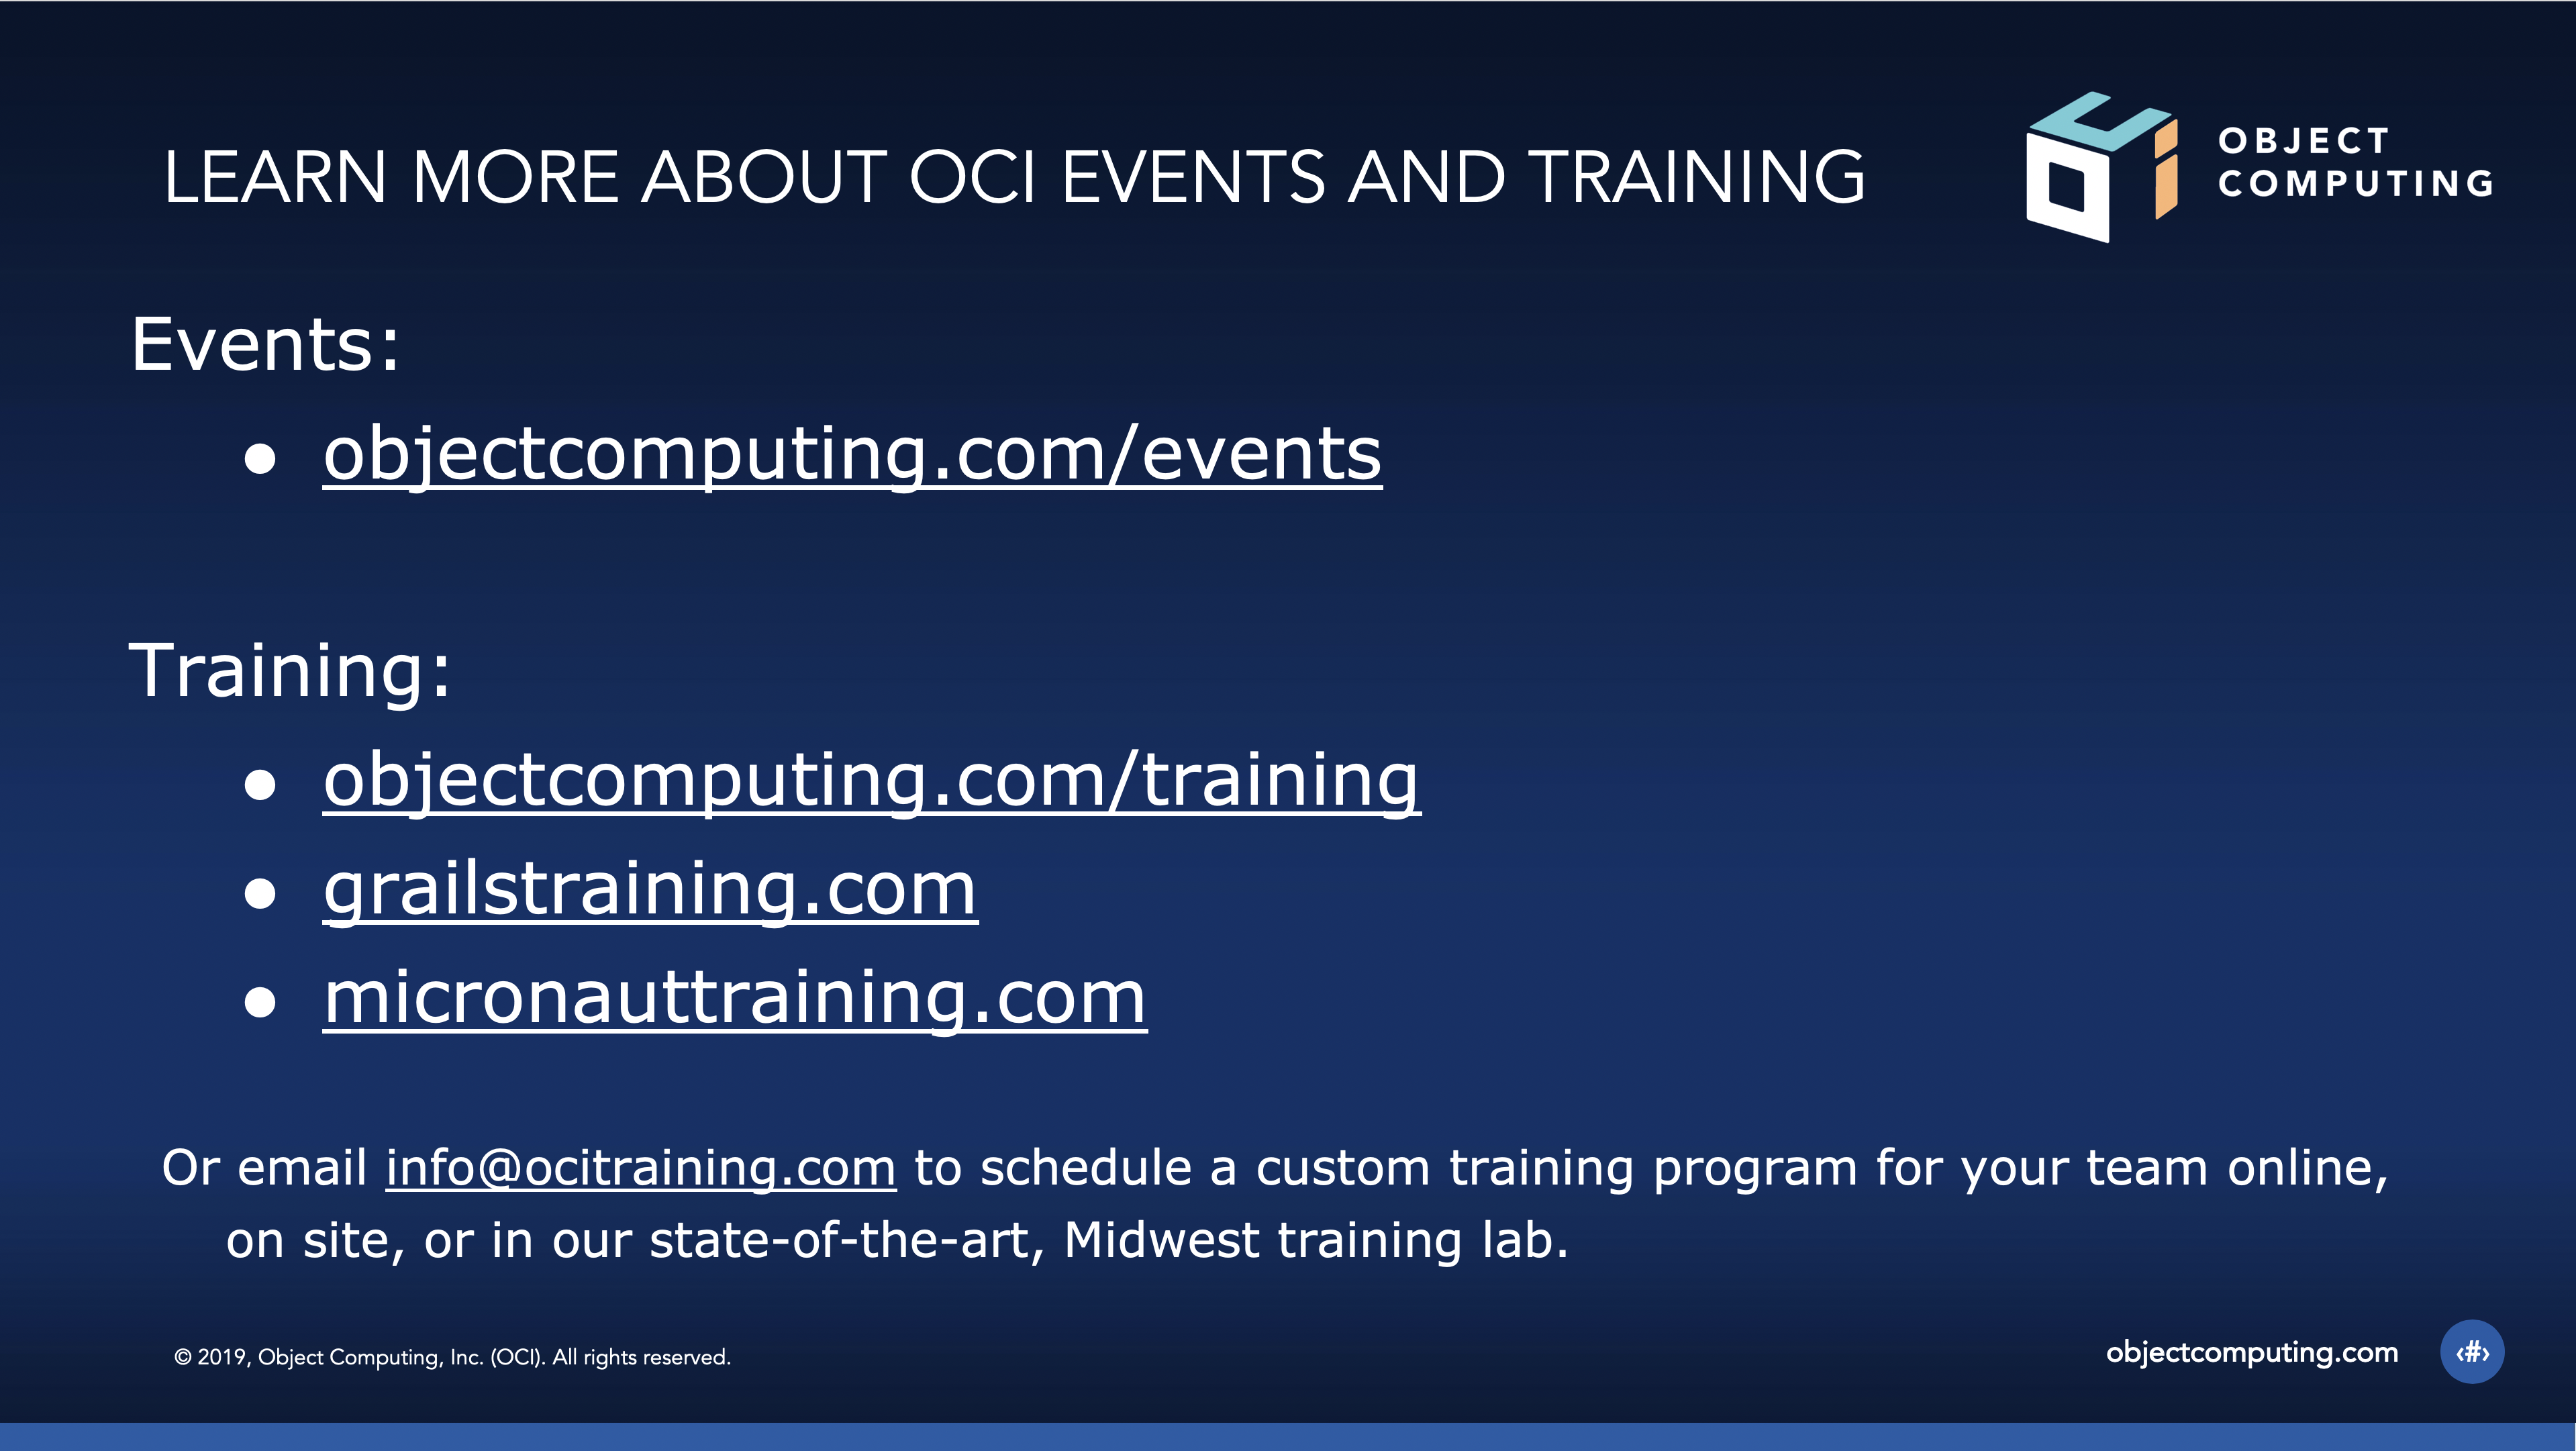 LEARN MORE ABOUT OCI EVENTS AND TRAINING
OBJECT
COMPUTING
Events:
● objectcomputing.com/events
Training:
● objectcomputing.com/training
● grailstraining.com
● micronauttraining.com
Or email info@ocitraining.com to schedule a custom training program for your team online,
on site, or in our state-of-the-art, Midwest training lab.
© 2019, Object Computing, Inc. (OCI). All rights reserved.
objectcomputing.com
‹#›